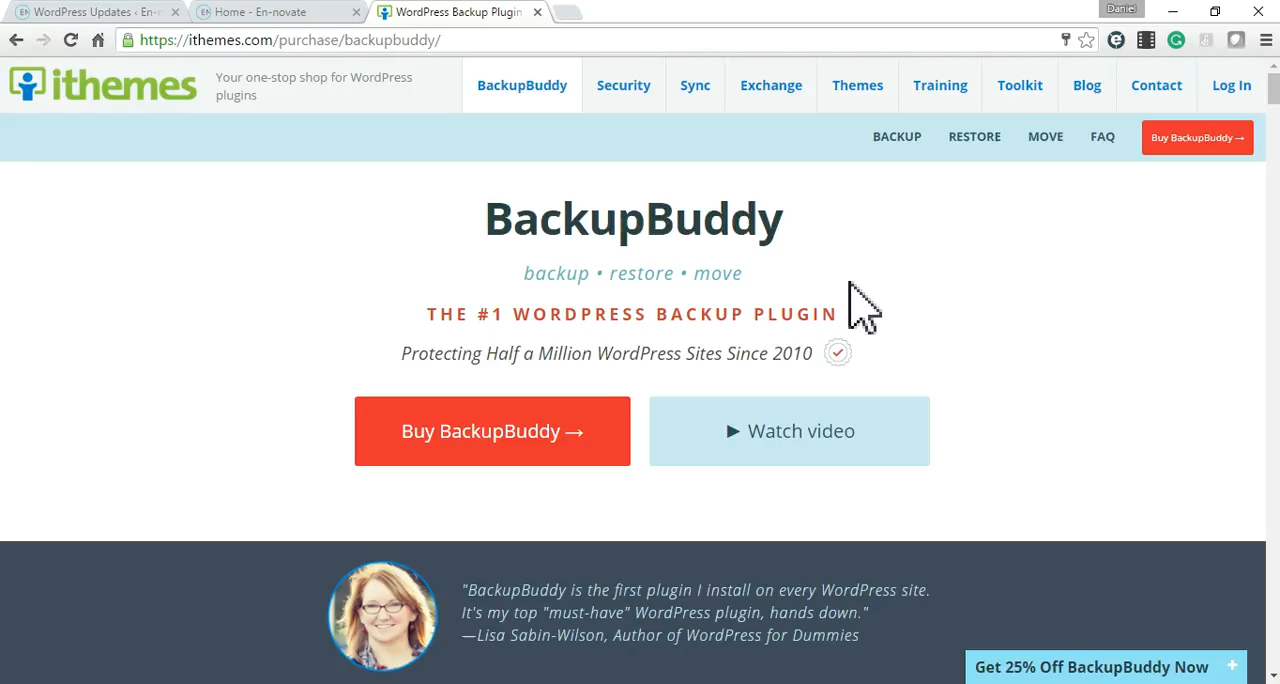 WordPress Updates ‹ En-
Home - En-novate
WordPress Backup Plugin
Daniel
https://ithemes.com/purchase/backupbuddy/
ithemes
Your one-stop shop for WordPress
plugins
BackupBuddy
Security
Sync
Exchange
Themes
Training
Toolkit
Blog
Contact
Log In
BACKUP
RESTORE
MOVE
FAQ
Buy BackupBuddy →
BackupBuddy
backup • restore • move
THE #1 WORDPRESS BACKUP PLUGIN
Protecting Half a Million WordPress Sites Since 2010
Buy BackupBuddy →
► Watch video
"BackupBuddy is the first plugin I install on every WordPress site.
It's my top "must-have" WordPress plugin, hands down."
—Lisa Sabin-Wilson, Author of WordPress for Dummies
Get 25% Off BackupBuddy Now +